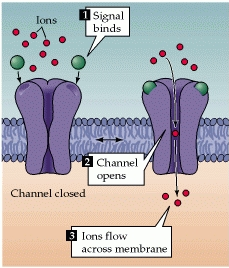 Ions
1 Signal
binds
2 Channel
opens
Channel closed
3 Ions flow
across membrane